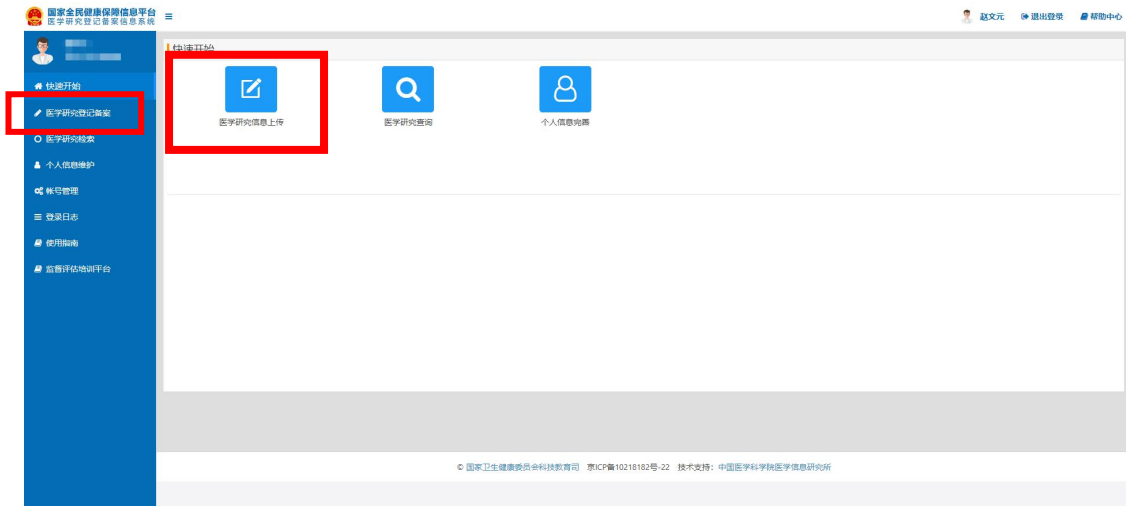 国家全民健康保障信息平台
医学研究登记备案信息系统
赵文元 退出登录 帮助中心
快速开始
快速开始
医学研究登记备案
医学研究检索
个人信息维护
帐号管理
登录日志
使用指南
监督评估培训平台
医学研究信息上传 医学研究查询 个人信息完善
© 国家卫生健康委员会科技教育司 京ICP备10218182号-22 技术支持：中国医学科学院医学信息研究所